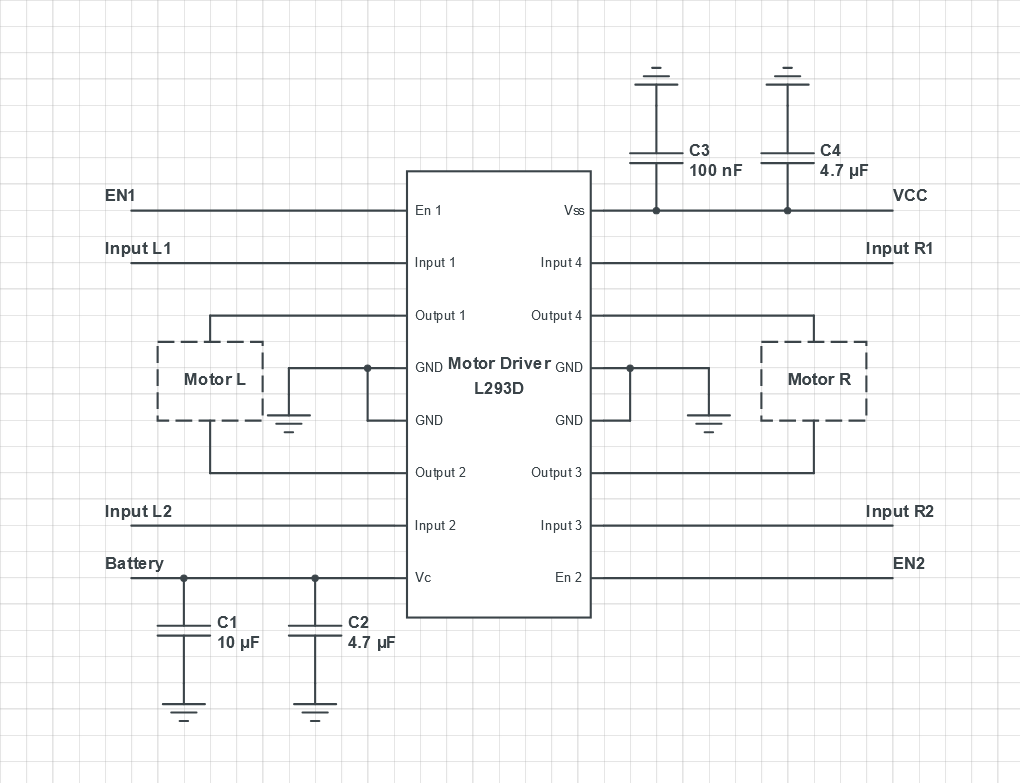 C3
100 nF
C4
4.7 µF
EN1
En 1
Vss
VCC
Input L1
Input 1
Input 4
Input R1
Output 1
Output 4
Motor L
GND
Motor Driver
L293D
GND
Motor R
GND
GND
Output 2
Output 3
Input L2
Input 2
Input 3
Input R2
Battery
Vc
En 2
EN2
C1
10 µF
C2
4.7 µF